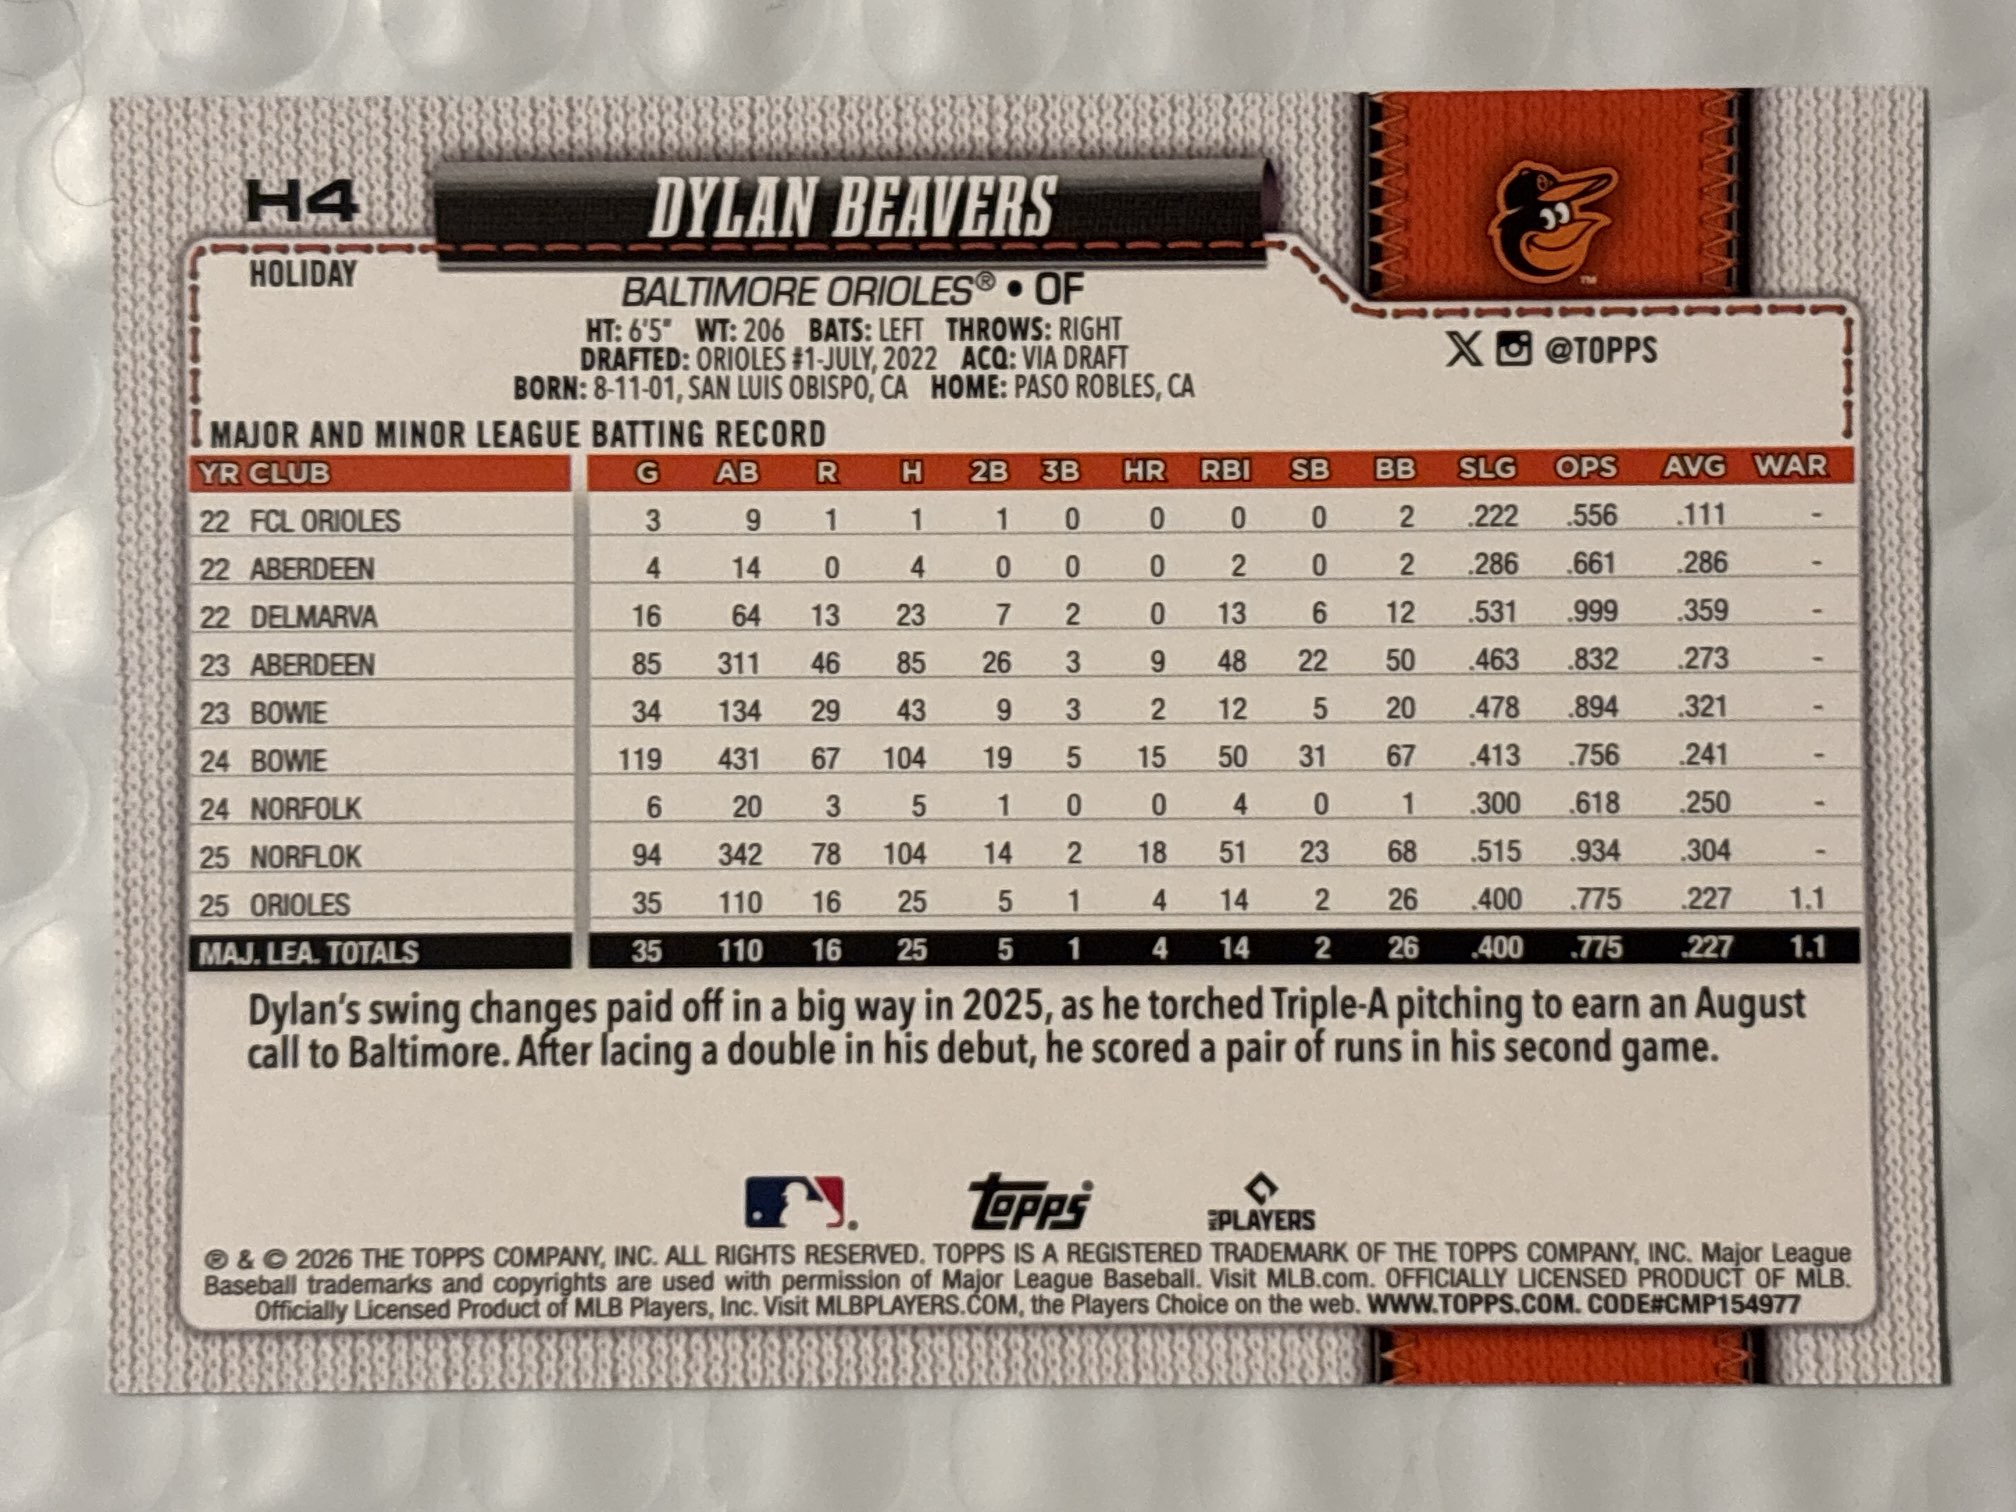 H4
DYLAN BEAVERS
HOLIDAY
BALTIMORE ORIOLES® • OF
HT: 6'5" WT: 206 BATS: LEFT THROWS: RIGHT
DRAFTED: ORIOLES #1-JULY, 2022 ACQ: VIA DRAFT
BORN: 8-11-01, SAN LUIS OBISPO, CA HOME: PASO ROBLES, CA
X @TOPPS
MAJOR AND MINOR LEAGUE BATTING RECORD
YR CLUB G AB R H 2B 3B HR RBI SB BB SLG OPS AVG WAR
22 FCL ORIOLES 3 9 1 1 1 0 0 0 0 2 .222 .556 .111 -
22 ABERDEEN 4 14 0 4 0 0 0 2 0 2 .286 .661 .286 -
22 DELMARVA 16 64 13 23 7 2 0 13 6 12 .531 .999 .359 -
23 ABERDEEN 85 311 46 85 26 3 9 48 22 50 .463 .832 .273 -
23 BOWIE 34 134 29 43 9 3 2 12 5 20 .478 .894 .321 -
24 BOWIE 119 431 67 104 19 5 15 50 31 67 .413 .756 .241 -
24 NORFOLK 6 20 3 5 1 0 0 4 0 1 .300 .618 .250 -
25 NORFLOK 94 342 78 104 14 2 18 51 23 68 .515 .934 .304 -
25 ORIOLES 35 110 16 25 5 1 4 14 2 26 .400 .775 .227 1.1
MAJ. LEA. TOTALS 35 110 16 25 5 1 4 14 2 26 .400 .775 .227 1.1
Dylan's swing changes paid off in a big way in 2025, as he torched Triple-A pitching to earn an August
call to Baltimore. After lacing a double in his debut, he scored a pair of runs in his second game.
topps MLB PLAYERS
® & © 2026 THE TOPPS COMPANY, INC. ALL RIGHTS RESERVED. TOPPS IS A REGISTERED TRADEMARK OF THE TOPPS COMPANY, INC. Major League
Baseball trademarks and copyrights are used with permission of Major League Baseball. Visit MLB.com. OFFICIALLY LICENSED PRODUCT OF MLB.
Officially Licensed Product of MLB Players, Inc. Visit MLBPLAYERS.COM, the Players Choice on the web. WWW.TOPPS.COM. CODE#CMP154977